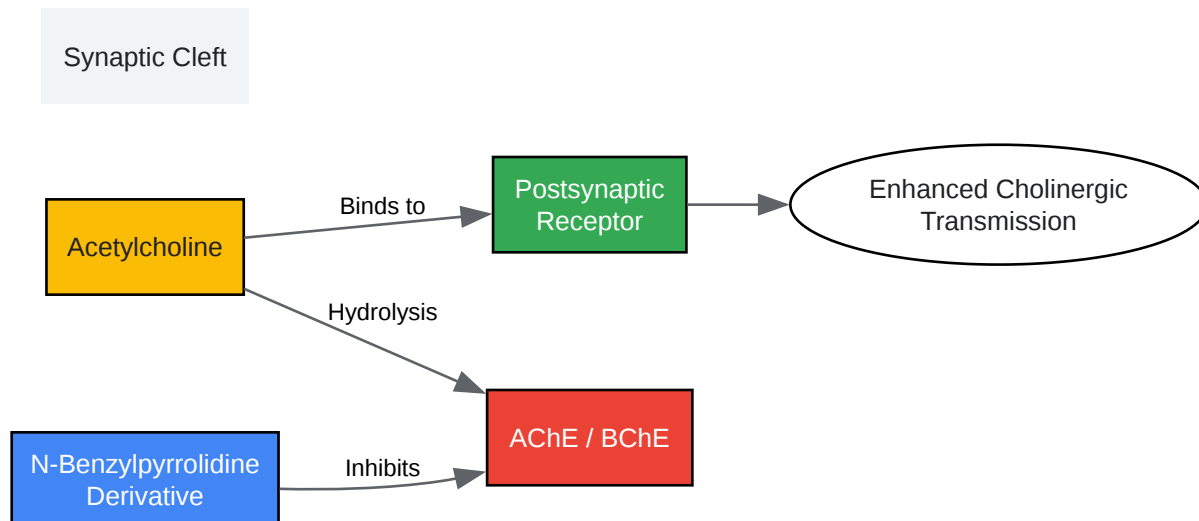 Synaptic Cleft
Binds to
Postsynaptic
Receptor
Enhanced Cholinergic
Transmission
Acetylcholine
Hydrolysis
AChE / BChE
N-Benzylpyrrolidine
Derivative
Inhibits